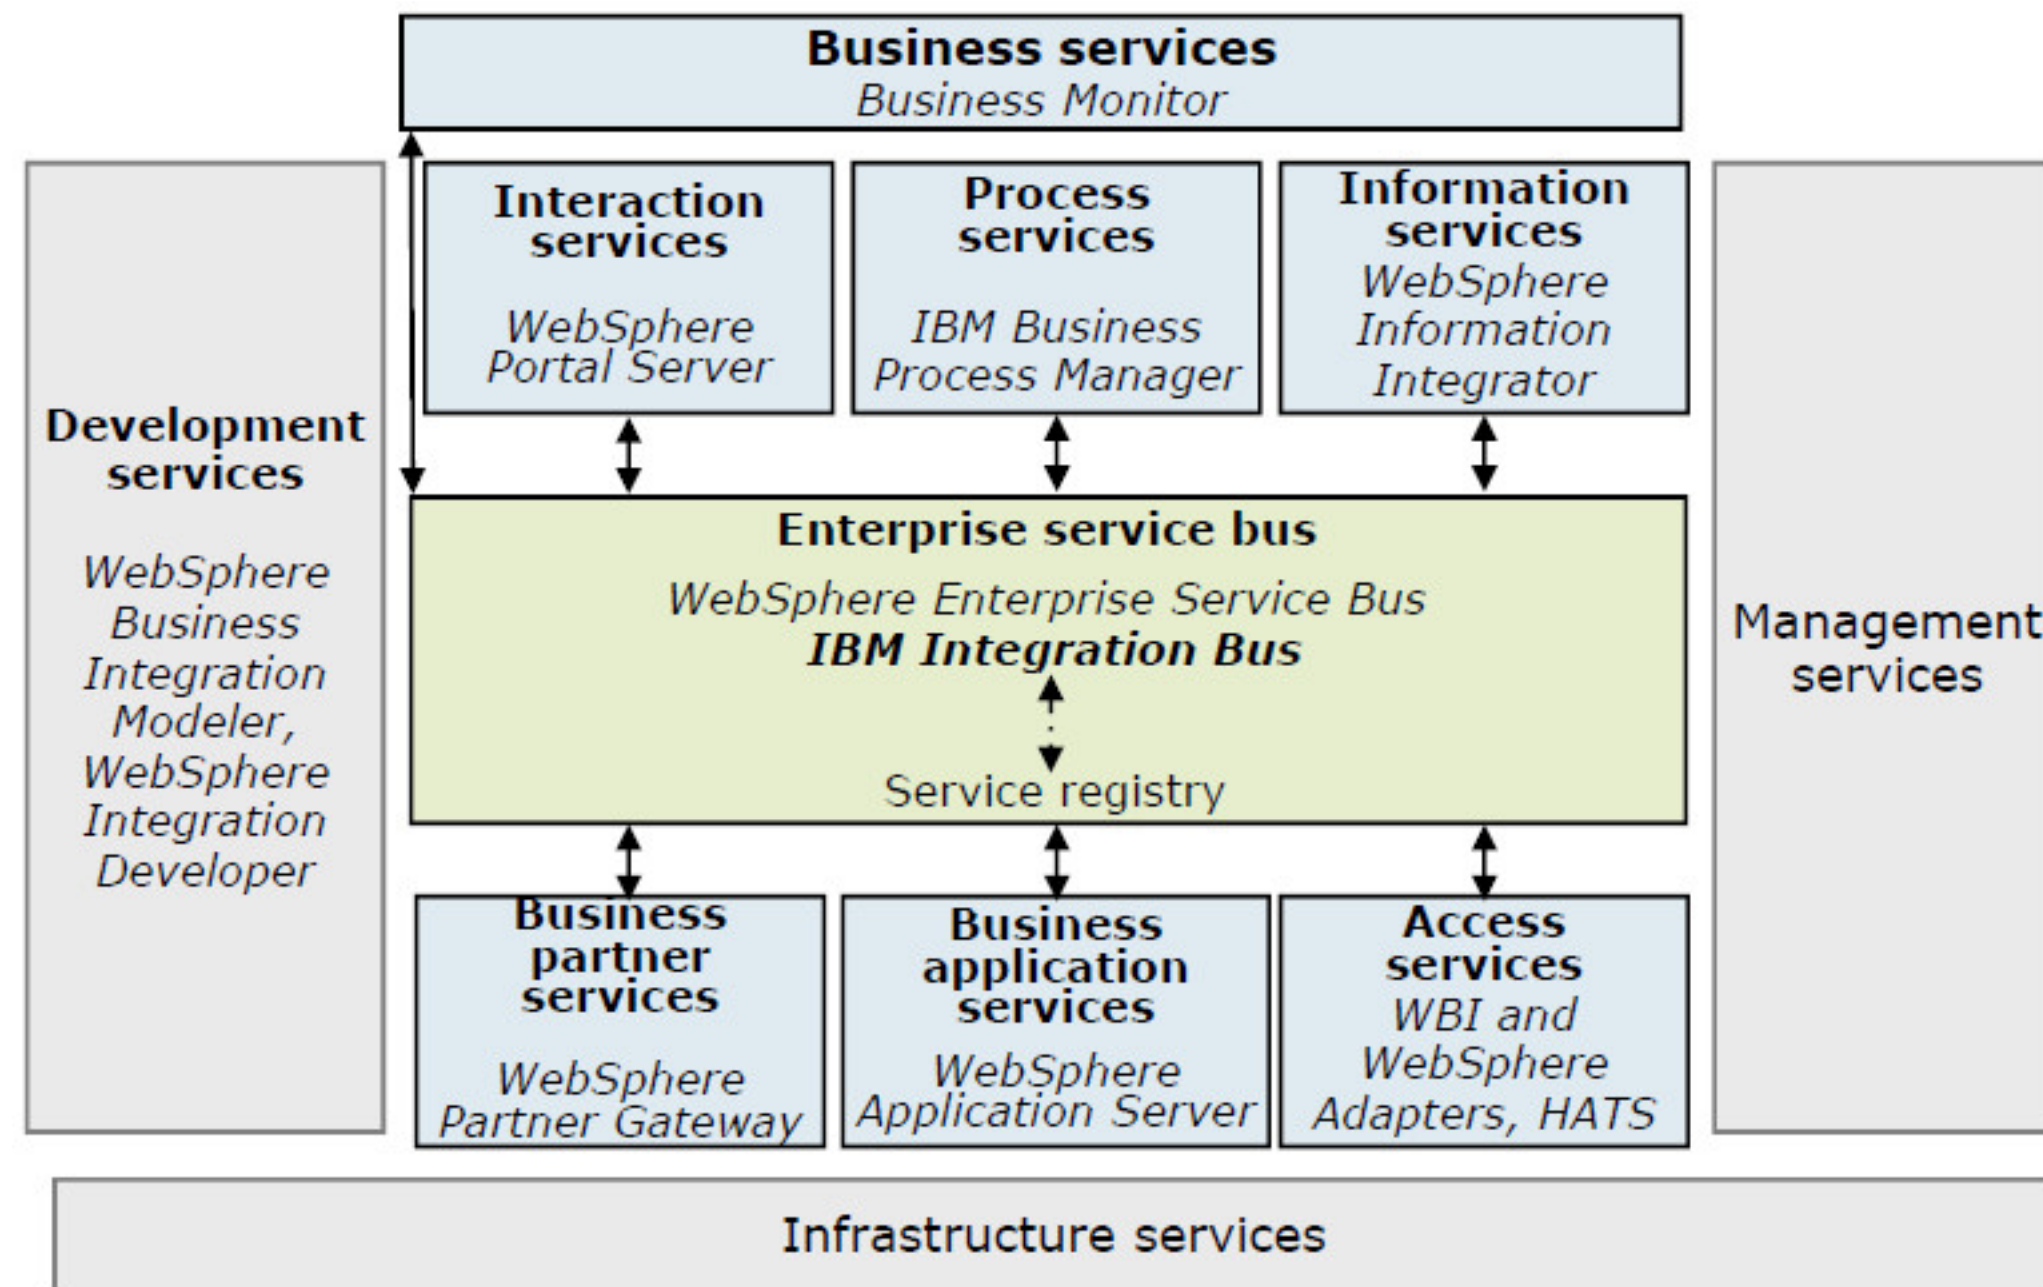 Business services
Business Monitor
Interaction
services
WebSphere
Portal Server
Process
services
IBM Business
Process Manager
Information
services
WebSphere
Information
Integrator
Development
services
WebSphere
Business
Integration
Modeler,
WebSphere
Integration
Developer
Enterprise service bus
WebSphere Enterprise Service Bus
IBM Integration Bus
Service registry
Management
services
Business
partner
services
WebSphere
Partner Gateway
Business
application
services
WebSphere
Application Server
Access
services
WBI and
WebSphere
Adapters, HATS
Infrastructure services